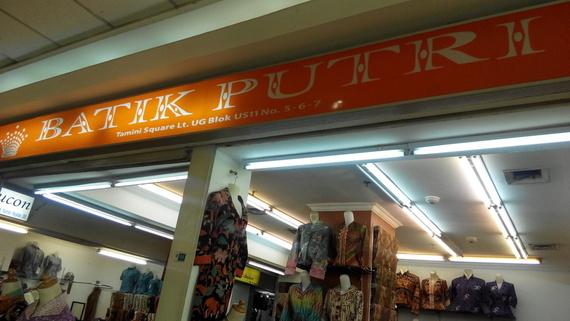 BATIK PUTRI
Tamini Square Lt. UG Blok US11 No. 5-6-7